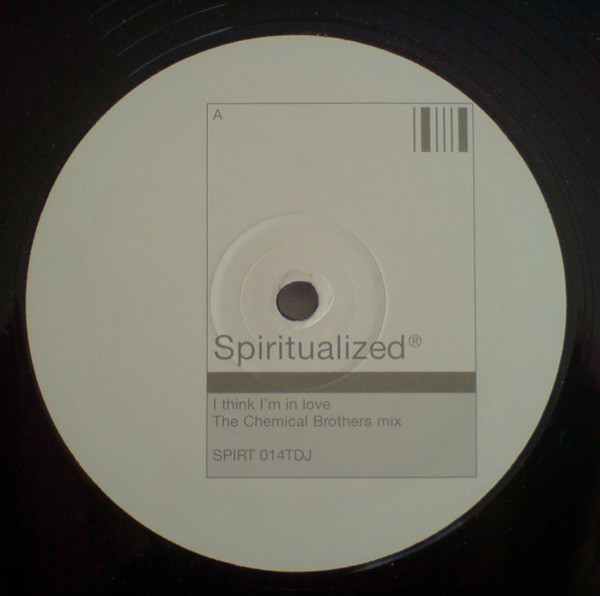 A
Spiritualized®
I think I'm in love
The Chemical Brothers mix
SPIRT 014TDJ